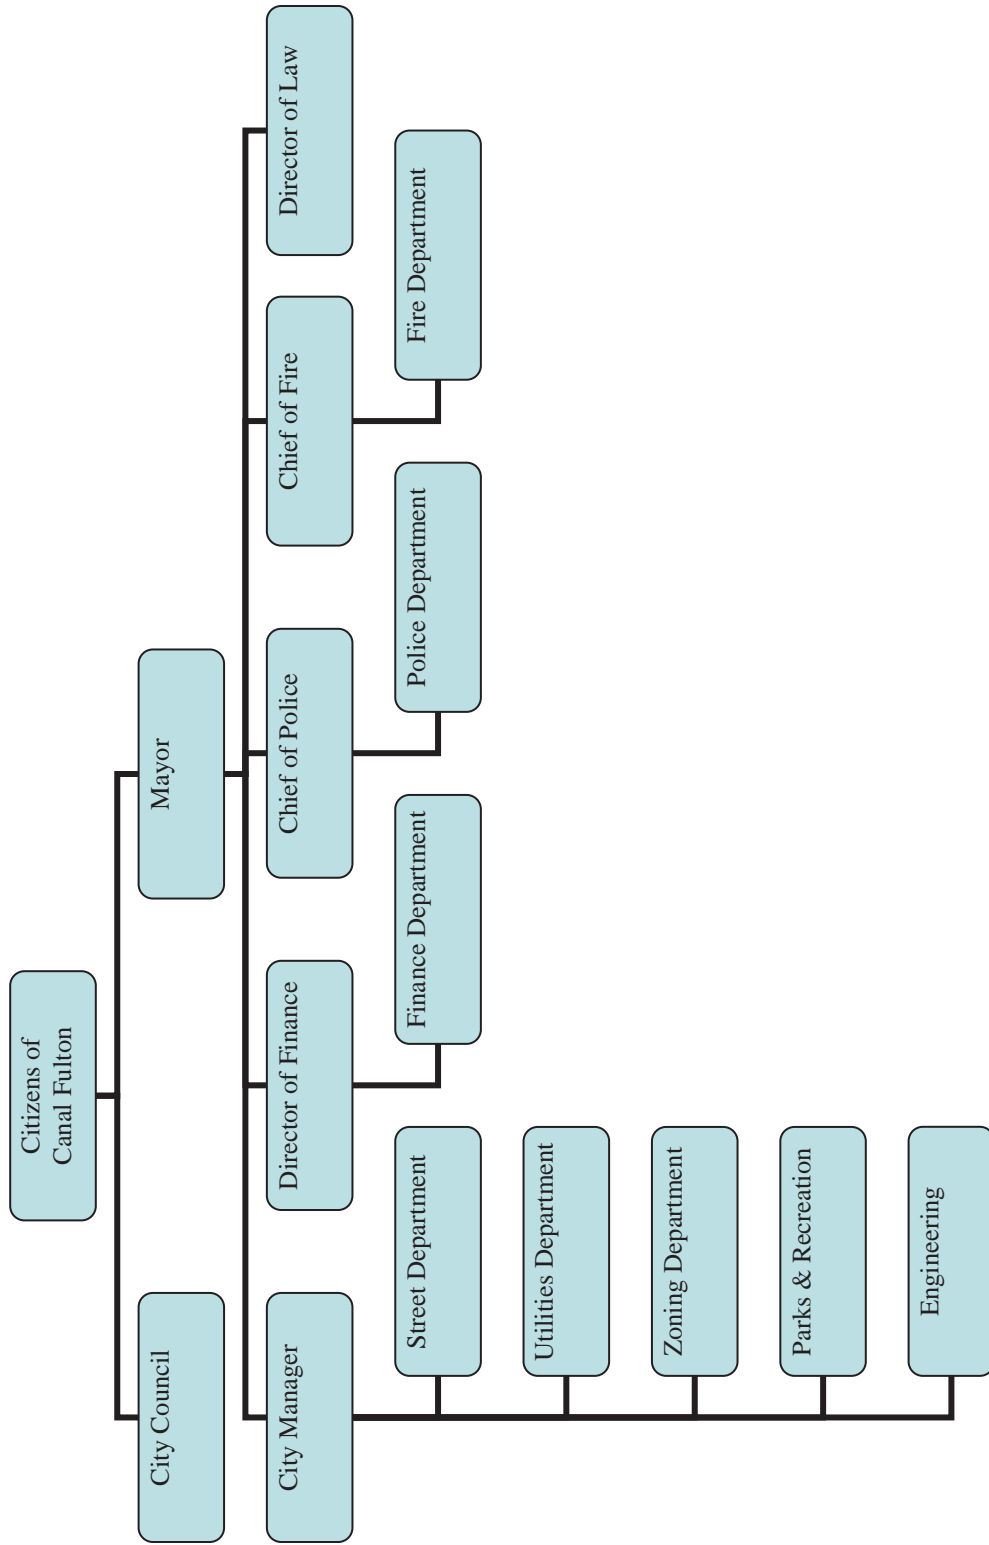 Citizens of
Canal Fulton
City Council
Mayor
City Manager
Director of Finance
Chief of Police
Chief of Fire
Director of Law
Street Department
Finance Department
Police Department
Fire Department
Utilities Department
Zoning Department
Parks & Recreation
Engineering